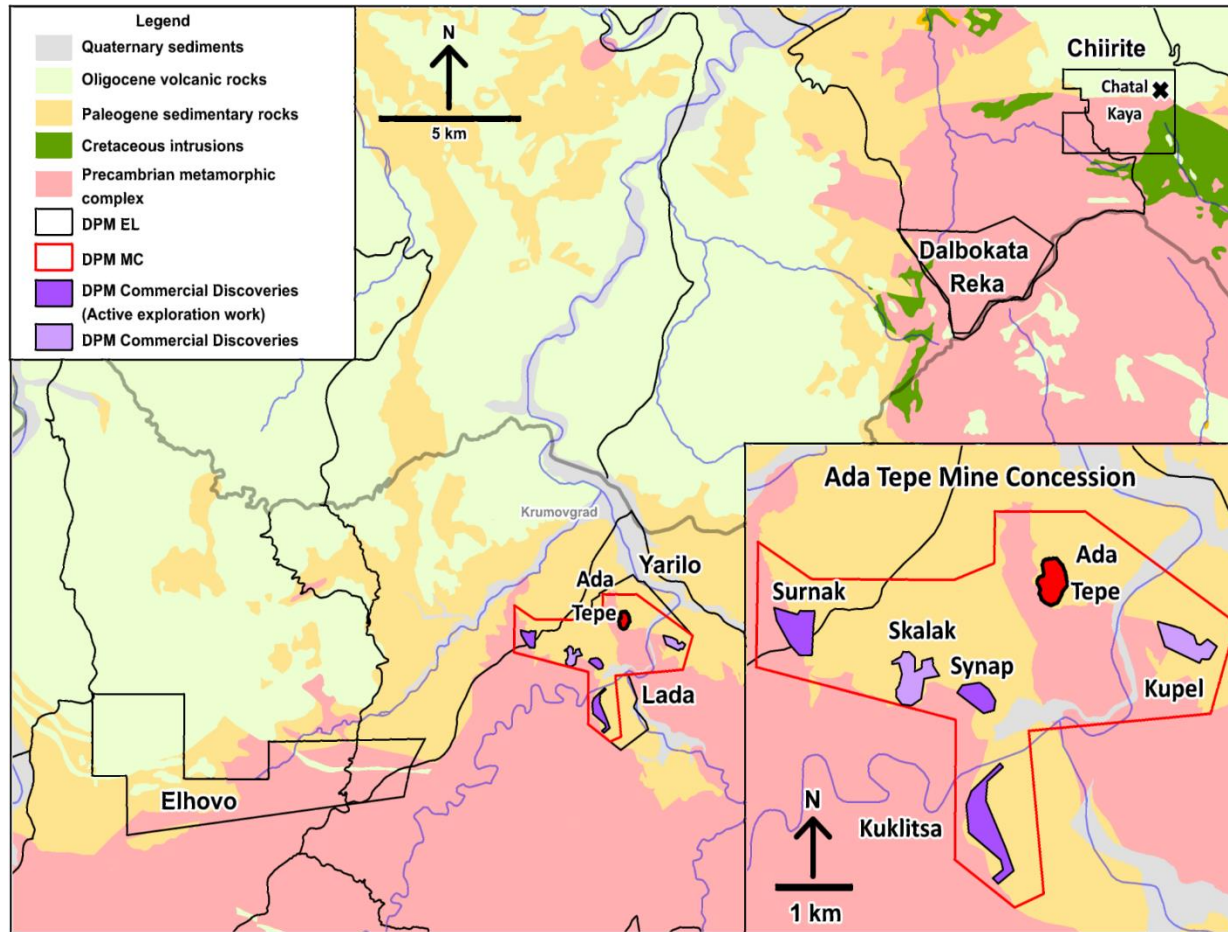 Legend
Quaternary sediments
Oligocene volcanic rocks
Paleogene sedimentary rocks
Cretaceous intrusions
Precambrian metamorphic
complex
DPM EL
DPM MC
DPM Commercial Discoveries
(Active exploration work)
DPM Commercial Discoveries
N
5 km
Chiirite
Chatal
Kaya
Dalbokata
Reka
Krumovgrad
Yarilo
Ada
Tepe
Lada
Elhovo
Ada Tepe Mine Concession
Surnak
Skalak
Synap
Ada
Tepe
Kupel
Kuklitsa
N
1 km